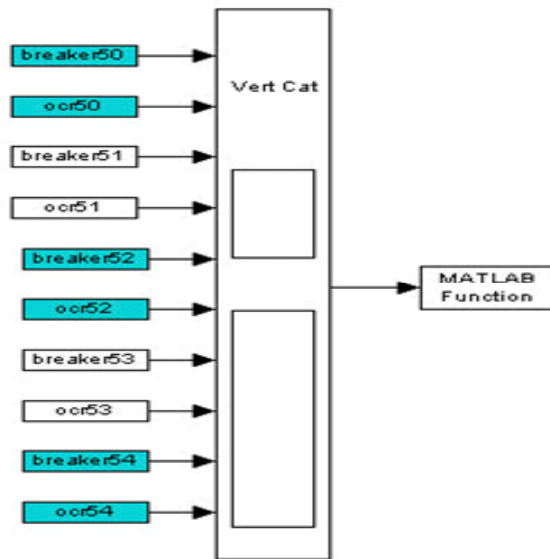 breaker50
Vert Cat
ocr50
breaker51
ocr51
breaker52
MATLAB
Function
ocr52
breaker53
ocr53
breaker54
ocr54